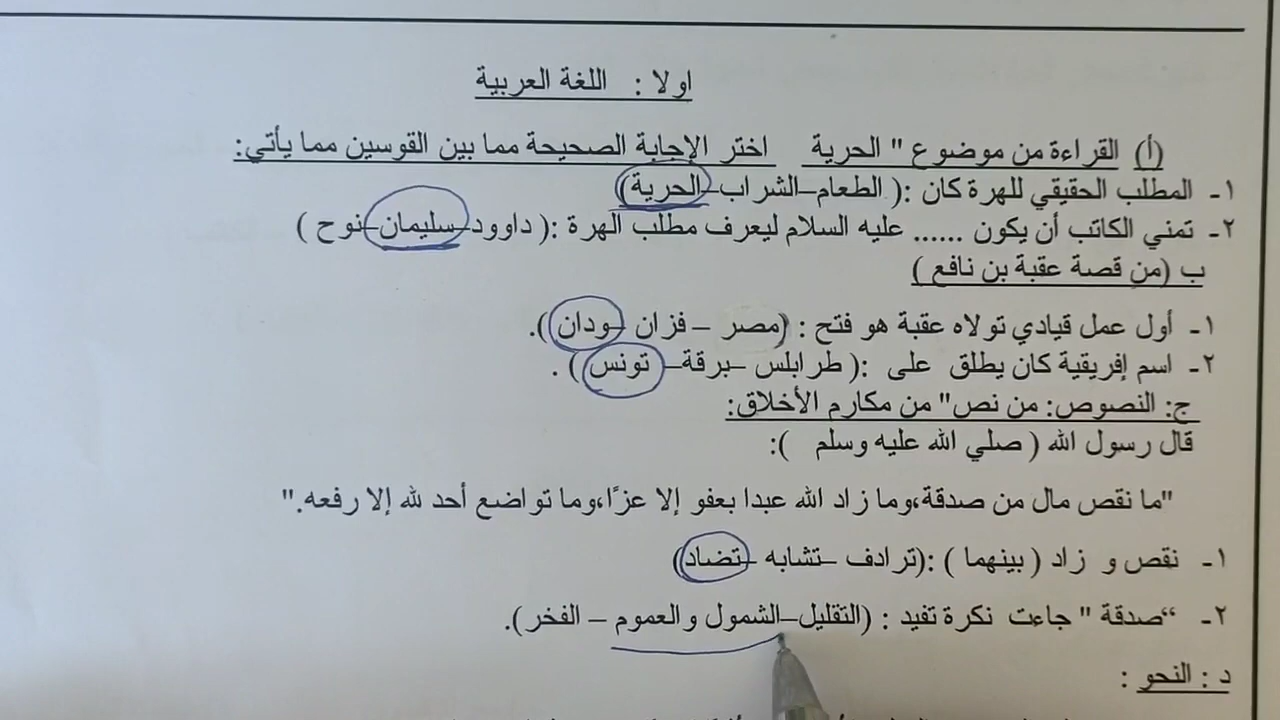 اولا : اللغة العربية
(أ) القراءة من موضوع " الحرية اختر الإجابة الصحيحة مما بين القوسين مما يأتي:
١- المطلب الحقيقي للهرة كان :( الطعام–الشراب–الحرية)
٢- تمني الكاتب أن يكون ...... عليه السلام ليعرف مطلب الهرة :( داوود–سليمان–نوح )
ب (من قصة عقبة بن نافع )
١- أول عمل قيادي تولاه عقبة هو فتح : (مصر – فزان –ودان).
٢- اسم إفريقية كان يطلق على :( طرابلس –برقة– تونس ) .
ج: النصوص: من نص" من مكارم الأخلاق:
قال رسول الله ( صلي الله عليه وسلم ):
"ما نقص مال من صدقة،وما زاد الله عبدا بعفو إلا عزًا،وما تواضع أحد لله إلا رفعه."
١- نقص و زاد ( بينهما ) :(ترادف –تشابه –تضاد)
٢- “صدقة " جاءت نكرة تفيد : (التقليل–الشمول والعموم – الفخر).
د : النحو :